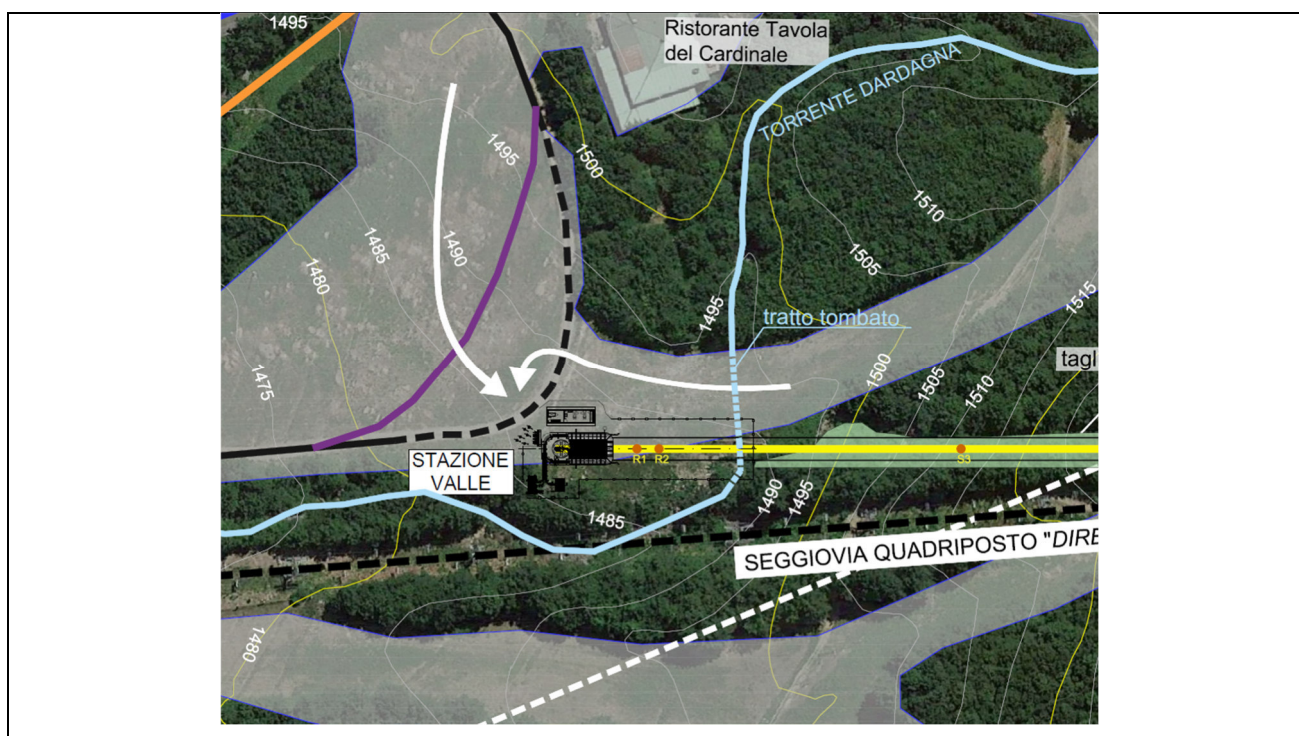 1495
Ristorante Tavola
del Cardinale
TORRENTE DARDAGNA
1495
1500
1510
1485
1490
1505
1480
1495
1515
tratto tombato
1475
1500
1505
1510
tagl
STAZIONE
VALLE
R1
R2
S3
1490
1495
1485
SEGGIOVIA QUADRIPOSTO "DIRE
1480